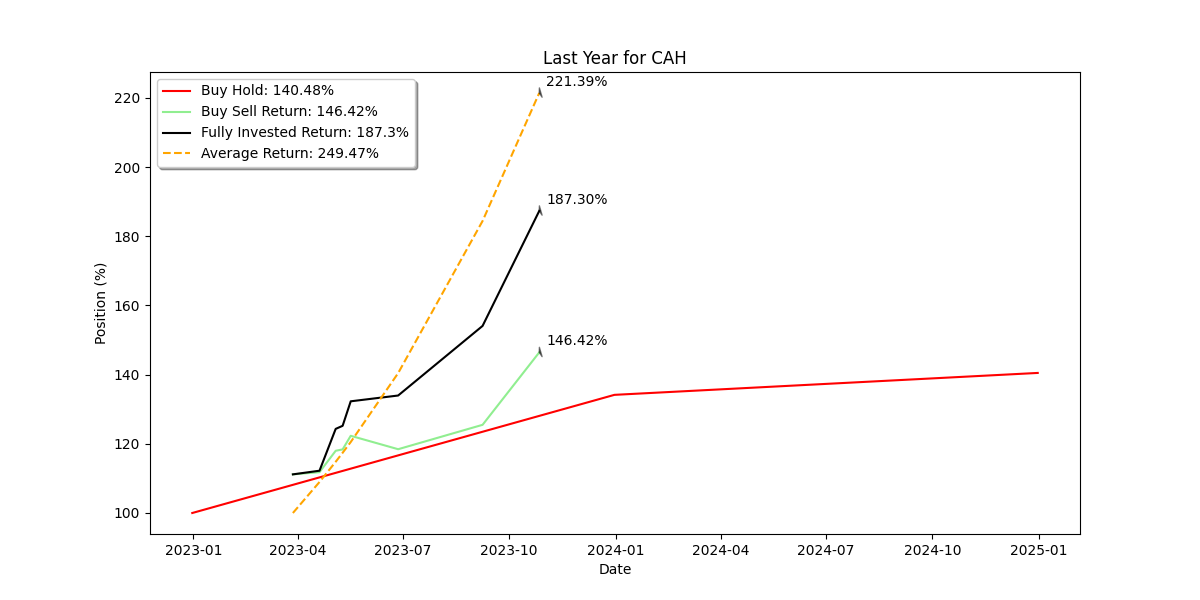 Last Year for CAH
Buy Hold: 140.48%
Buy Sell Return: 146.42%
Fully Invested Return: 187.3%
Average Return: 249.47%
221.39%
187.30%
146.42%
Position (%)
220
200
180
160
140
120
100
2023-01 2023-04 2023-07 2023-10 2024-01 2024-04 2024-07 2024-10 2025-01
Date